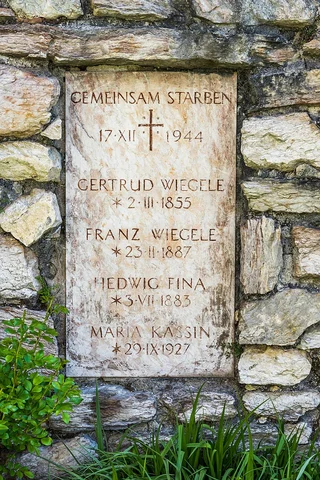 GEMEINSAM STARBEN
17·XII † 1944
GERTRUD WIEGELE
*2·III·1855
FRANZ WIEGELE
*23·II·1887
HEDWIG FINA
*3·VII·1883
MARIA KASSIN
*29·IX·1927